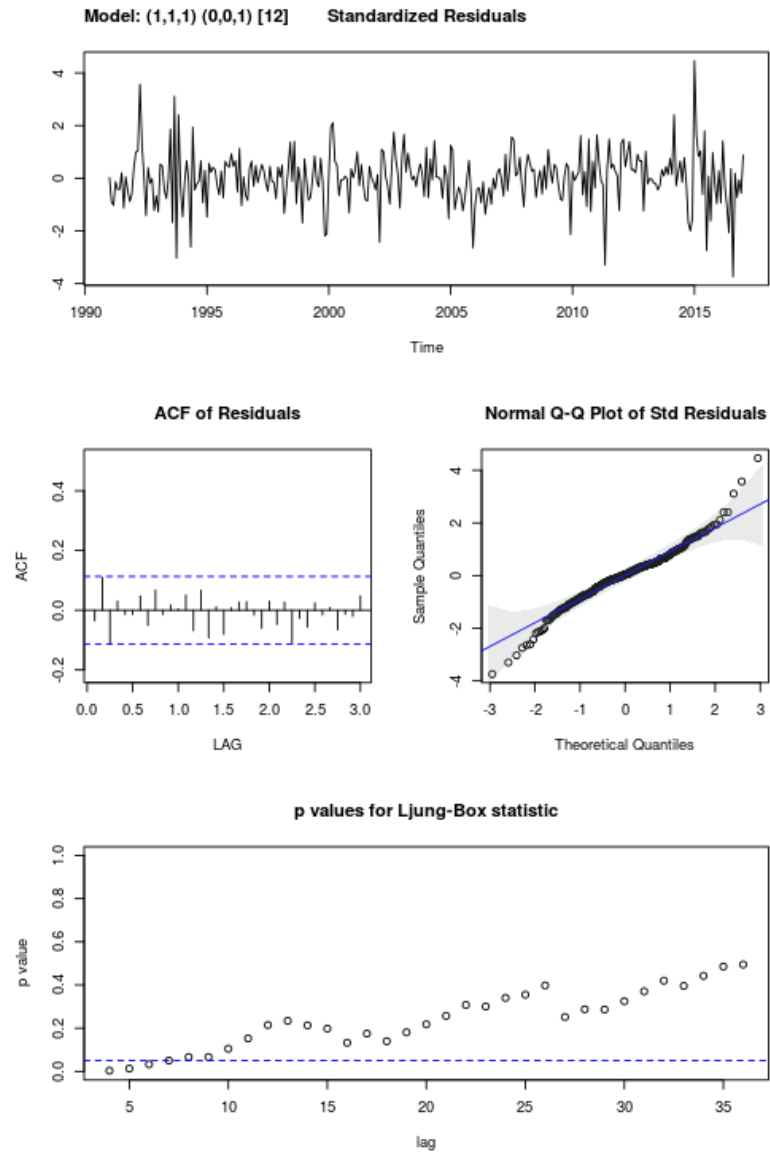 Model: (1,1,1) (0,0,1) [12] Standardized Residuals
4
2
0
-2
-4
1990 1995 2000 2005 2010 2015
Time
ACF of Residuals
ACF
0.4
0.2
0.0
-0.2
0.0 0.5 1.0 1.5 2.0 2.5 3.0
LAG
Normal Q-Q Plot of Std Residuals
Sample Quantiles
4
2
0
-2
-4
-3 -2 -1 0 1 2 3
Theoretical Quantiles
p values for Ljung-Box statistic
p value
1.0
0.8
0.6
0.4
0.2
0.0
5 10 15 20 25 30 35
lag